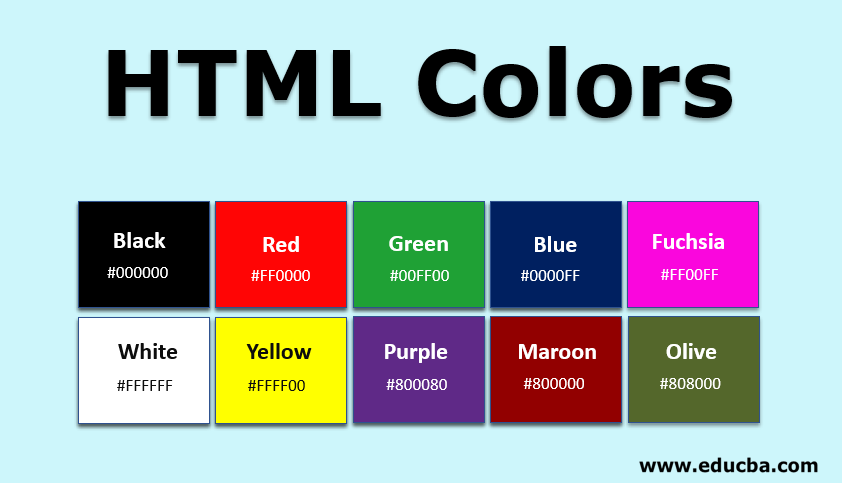 HTML Colors
Black
#000000
Red
#FF0000
Green
#00FF00
Blue
#0000FF
Fuchsia
#FF00FF
White
#FFFFFF
Yellow
#FFFF00
Purple
#800080
Maroon
#800000
Olive
#808000
www.educba.com